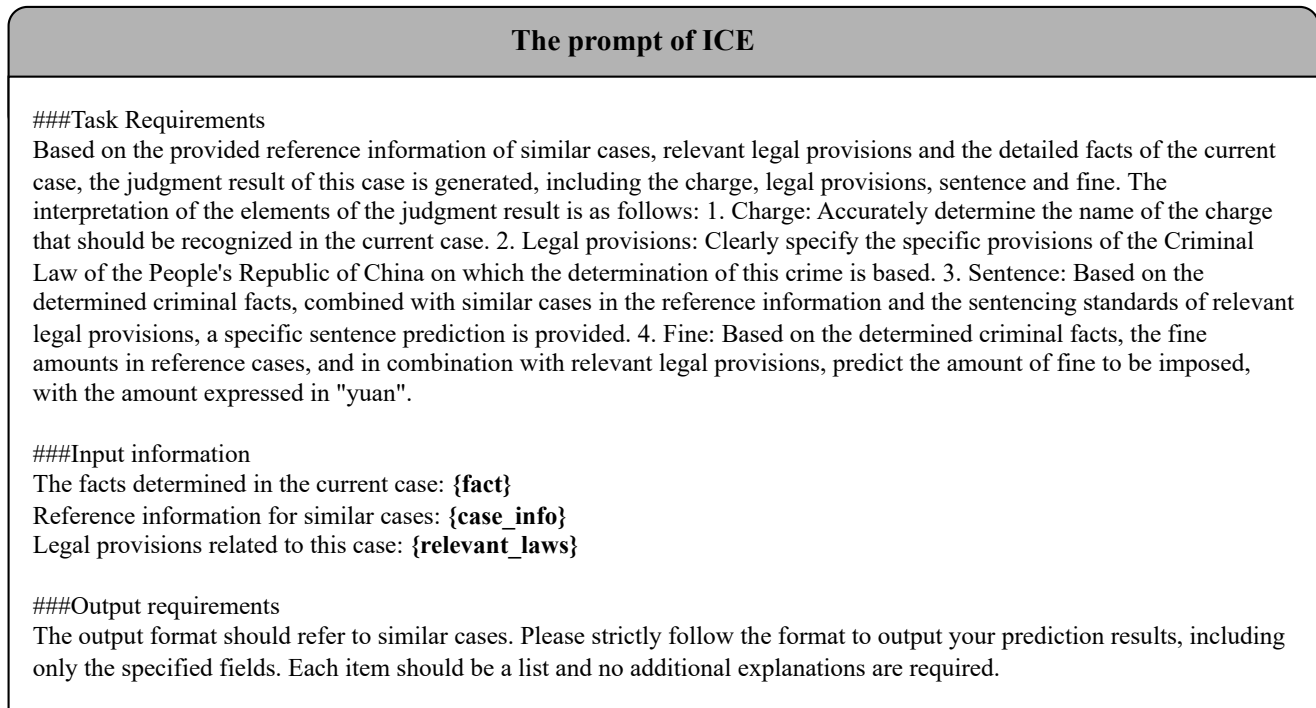 The prompt of ICE
###Task Requirements
Based on the provided reference information of similar cases, relevant legal provisions and the detailed facts of the current
case, the judgment result of this case is generated, including the charge, legal provisions, sentence and fine. The
interpretation of the elements of the judgment result is as follows: 1. Charge: Accurately determine the name of the charge
that should be recognized in the current case. 2. Legal provisions: Clearly specify the specific provisions of the Criminal
Law of the People's Republic of China on which the determination of this crime is based. 3. Sentence: Based on the
determined criminal facts, combined with similar cases in the reference information and the sentencing standards of relevant
legal provisions, a specific sentence prediction is provided. 4. Fine: Based on the determined criminal facts, the fine
amounts in reference cases, and in combination with relevant legal provisions, predict the amount of fine to be imposed,
with the amount expressed in "yuan".
###Input information
The facts determined in the current case: {fact}
Reference information for similar cases: {case_info}
Legal provisions related to this case: {relevant_laws}
###Output requirements
The output format should refer to similar cases. Please strictly follow the format to output your prediction results, including
only the specified fields. Each item should be a list and no additional explanations are required.